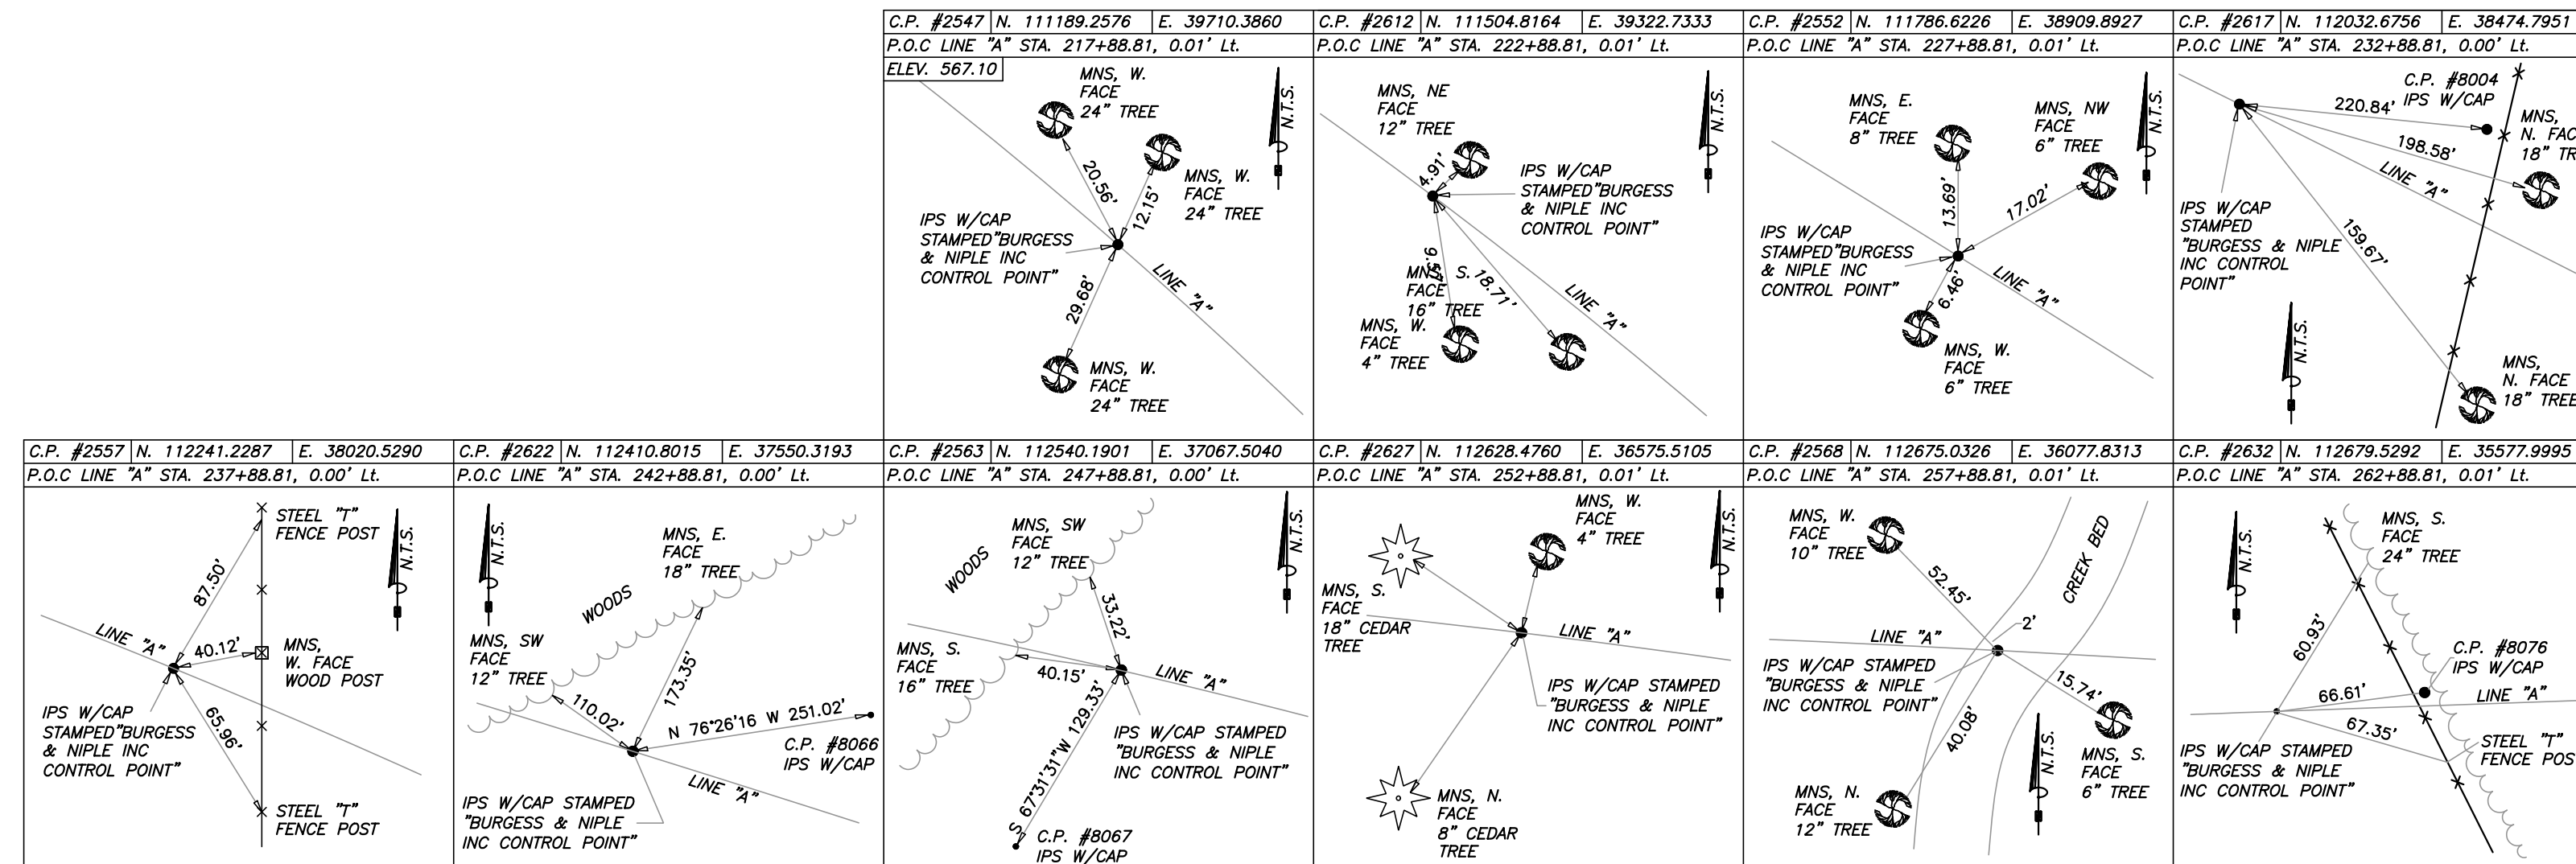 C.P. #2547 N. 111189.2576 E. 39710.3860
P.O.C LINE "A" STA. 217+88.81, 0.01' Lt.
ELEV. 567.10
MNS, W.
FACE
24" TREE
N.T.S.
20.56'
12.15'
MNS, W.
FACE
24" TREE
IPS W/CAP
STAMPED"BURGESS
& NIPLE INC
CONTROL POINT"
LINE "A"
29.68'
MNS, W.
FACE
24" TREE
C.P. #2612 N. 111504.8164 E. 39322.7333
P.O.C LINE "A" STA. 222+88.81, 0.01' Lt.
MNS, NE
FACE
12" TREE
N.T.S.
4.91'
IPS W/CAP
STAMPED"BURGESS
& NIPLE INC
CONTROL POINT"
MNS, S.
FACE
16" TREE
18.71'
LINE "A"
MNS, W.
FACE
4" TREE
C.P. #2552 N. 111786.6226 E. 38909.8927
P.O.C LINE "A" STA. 227+88.81, 0.01' Lt.
MNS, E.
FACE
8" TREE
MNS, NW
FACE
6" TREE
N.T.S.
13.69'
17.02'
IPS W/CAP
STAMPED"BURGESS
& NIPLE INC
CONTROL POINT"
LINE "A"
6.46'
MNS, W.
FACE
6" TREE
C.P. #2617 N. 112032.6756 E. 38474.7951
P.O.C LINE "A" STA. 232+88.81, 0.00' Lt.
C.P. #8004
IPS W/CAP
220.84'
MNS,
N. FAC
18" TR
198.58'
LINE "A"
IPS W/CAP
STAMPED
"BURGESS & NIPLE
INC CONTROL
POINT"
159.67'
N.T.S.
MNS,
N. FACE
18" TREE
C.P. #2557 N. 112241.2287 E. 38020.5290
P.O.C LINE "A" STA. 237+88.81, 0.00' Lt.
STEEL "T"
FENCE POST
N.T.S.
87.50'
LINE "A"
40.12'
MNS,
W. FACE
WOOD POST
IPS W/CAP
STAMPED"BURGESS
& NIPLE INC
CONTROL POINT"
65.96'
STEEL "T"
FENCE POST
C.P. #2622 N. 112410.8015 E. 37550.3193
P.O.C LINE "A" STA. 242+88.81, 0.00' Lt.
N.T.S.
MNS, E.
FACE
18" TREE
WOODS
MNS, SW
FACE
12" TREE
110.02'
173.35'
N 76°26'16 W 251.02'
C.P. #8066
IPS W/CAP
LINE "A"
IPS W/CAP STAMPED
"BURGESS & NIPLE
INC CONTROL POINT"
C.P. #2563 N. 112540.1901 E. 37067.5040
P.O.C LINE "A" STA. 247+88.81, 0.00' Lt.
MNS, SW
FACE
12" TREE
WOODS
N.T.S.
33.22'
MNS, S.
FACE
16" TREE
40.15'
LINE "A"
S 67°31'31"W 129.33'
IPS W/CAP STAMPED
"BURGESS & NIPLE
INC CONTROL POINT"
C.P. #8067
IPS W/CAP
C.P. #2627 N. 112628.4760 E. 36575.5105
P.O.C LINE "A" STA. 252+88.81, 0.01' Lt.
MNS, W.
FACE
4" TREE
N.T.S.
MNS, S.
FACE
18" CEDAR
TREE
LINE "A"
IPS W/CAP STAMPED
"BURGESS & NIPLE
INC CONTROL POINT"
MNS, N.
FACE
8" CEDAR
TREE
C.P. #2568 N. 112675.0326 E. 36077.8313
P.O.C LINE "A" STA. 257+88.81, 0.01' Lt.
MNS, W.
FACE
10" TREE
CREEK BED
52.45'
2'
LINE "A"
IPS W/CAP STAMPED
"BURGESS & NIPLE
INC CONTROL POINT"
15.74'
40.08'
N.T.S.
MNS, S.
FACE
6" TREE
MNS, N.
FACE
12" TREE
C.P. #2632 N. 112679.5292 E. 35577.9995
P.O.C LINE "A" STA. 262+88.81, 0.01' Lt.
MNS, S.
FACE
24" TREE
N.T.S.
60.93'
C.P. #8076
IPS W/CAP
66.61'
LINE "A"
67.35'
IPS W/CAP STAMPED
"BURGESS & NIPLE
INC CONTROL POINT"
STEEL "T"
FENCE POS